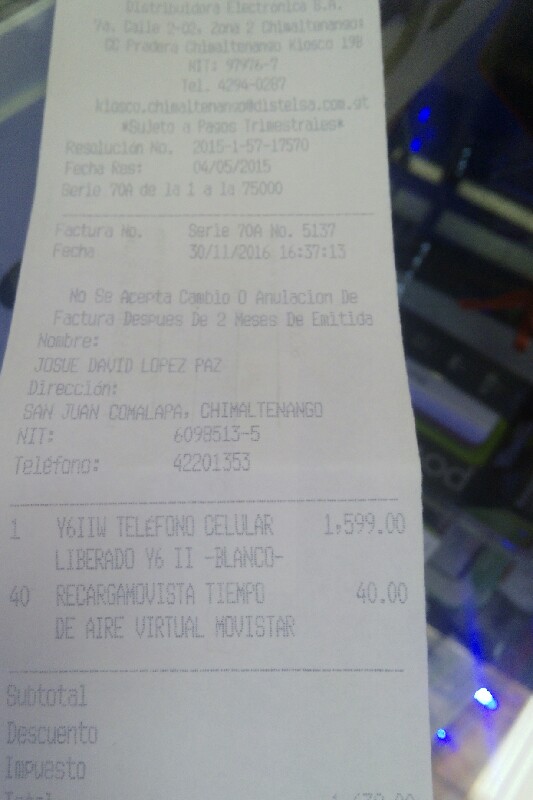 Distribuidora Electronica S.A.
7a. Calle 2-02, Zona 2 Chimaltenango
CC Pradera Chimaltenango Kiosco 19B
NIT: 97976-7
Tel. 4294-0287
kiosco.chimaltenango@distelsa.com.gt
*Sujeto a Pagos Trimestrales*
Resolución No. 2015-1-57-17570
Fecha Res: 04/05/2015
Serie 70A de la 1 a la 75000
Factura No. Serie 70A No. 5137
Fecha 30/11/2016 16:37:13
No Se Acepta Cambio O Anulacion De
Factura Despues De 2 Meses De Emitida
Nombre:
JOSUE DAVID LOPEZ PAZ
Dirección:
SAN JUAN COMALAPA, CHIMALTENANGO
NIT: 6098513-5
Teléfono: 42201353
1 Y6IIW TELÉFONO CELULAR 1,599.00
LIBERADO Y6 II -BLANCO-
40 RECARGAMOVISTA TIEMPO 40.00
DE AIRE VIRTUAL MOVISTAR
Subtotal
Descuento
Impuesto
Total